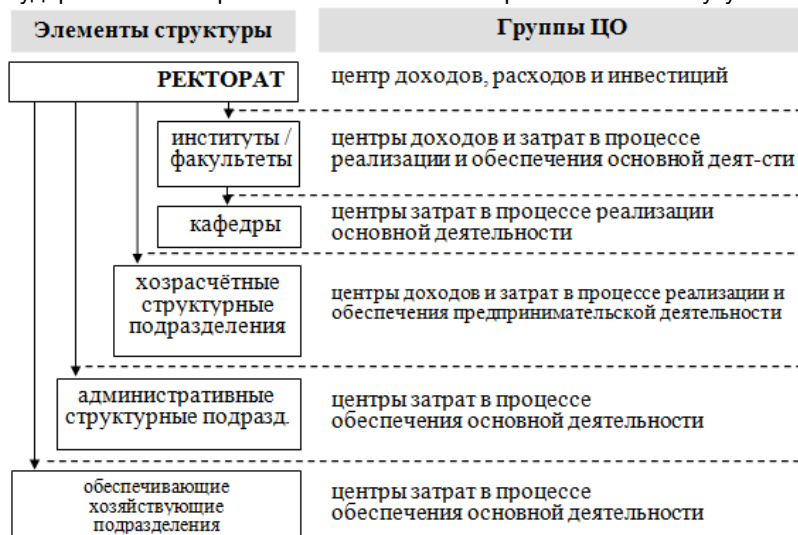 Элементы структуры
Группы ЦО
РЕКТОРАТ
центр доходов, расходов и инвестиций
институты /
факультеты
центры доходов и затрат в процессе
реализации и обеспечения основной деят-сти
кафедры
центры затрат в процессе реализации
основной деятельности
хозрасчётные
структурные
подразделения
центры доходов и затрат в процессе реализации и
обеспечения предпринимательской деятельности
административные
структурные подразд.
центры затрат в процессе
обеспечения основной деятельности
обеспечивающие
хозяйствующие
подразделения
центры затрат в процессе
обеспечения основной деятельности